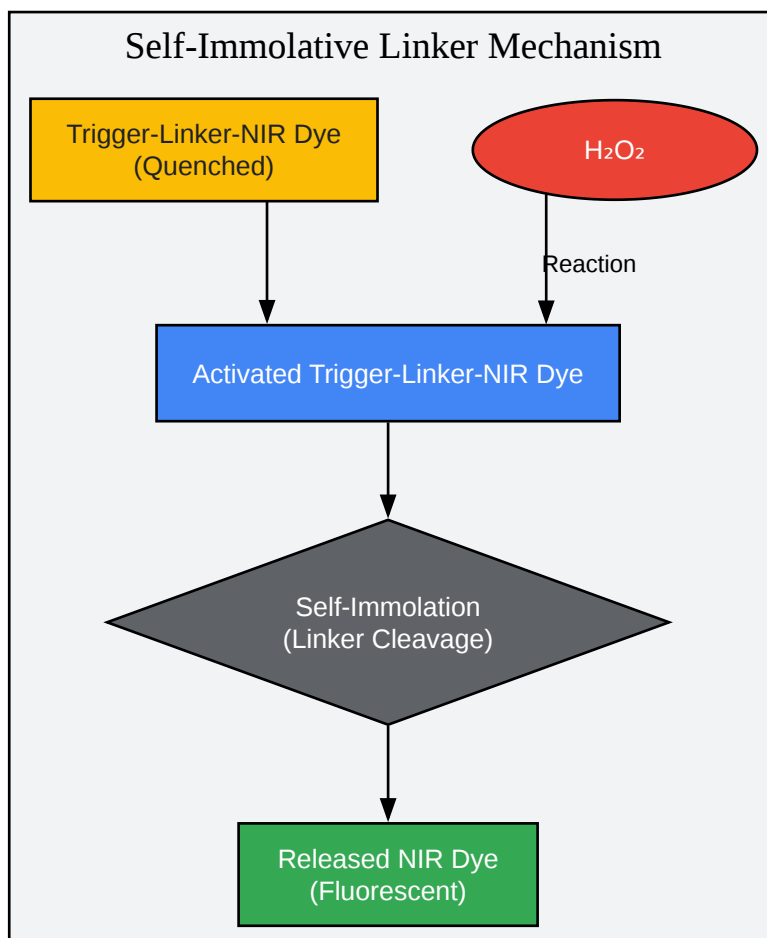 Self-Immolative Linker Mechanism
Trigger-Linker-NIR Dye
(Quenched)
H₂O₂
Reaction
Activated Trigger-Linker-NIR Dye
Self-Immolation
(Linker Cleavage)
Released NIR Dye
(Fluorescent)